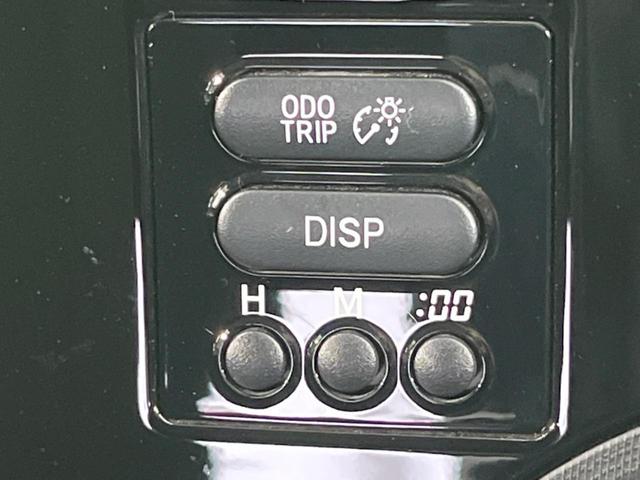 ODO
TRIP
DISP
H M :00